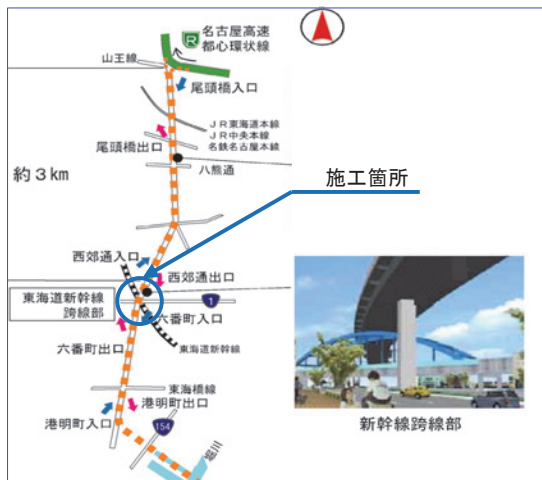 名古屋高速
都心環状線
R
山王線
尾頭橋入口
JR東海道本線
JR中央本線
名鉄名古屋本線
尾頭橋出口
八熊通
約3km
施工箇所
西郊通入口
西郊通出口
東海道新幹線
跨線部
1
六番町入口
六番町出口
東海道新幹線
東海橋線
港明町出口
港明町入口
154
堀川
新幹線跨線部